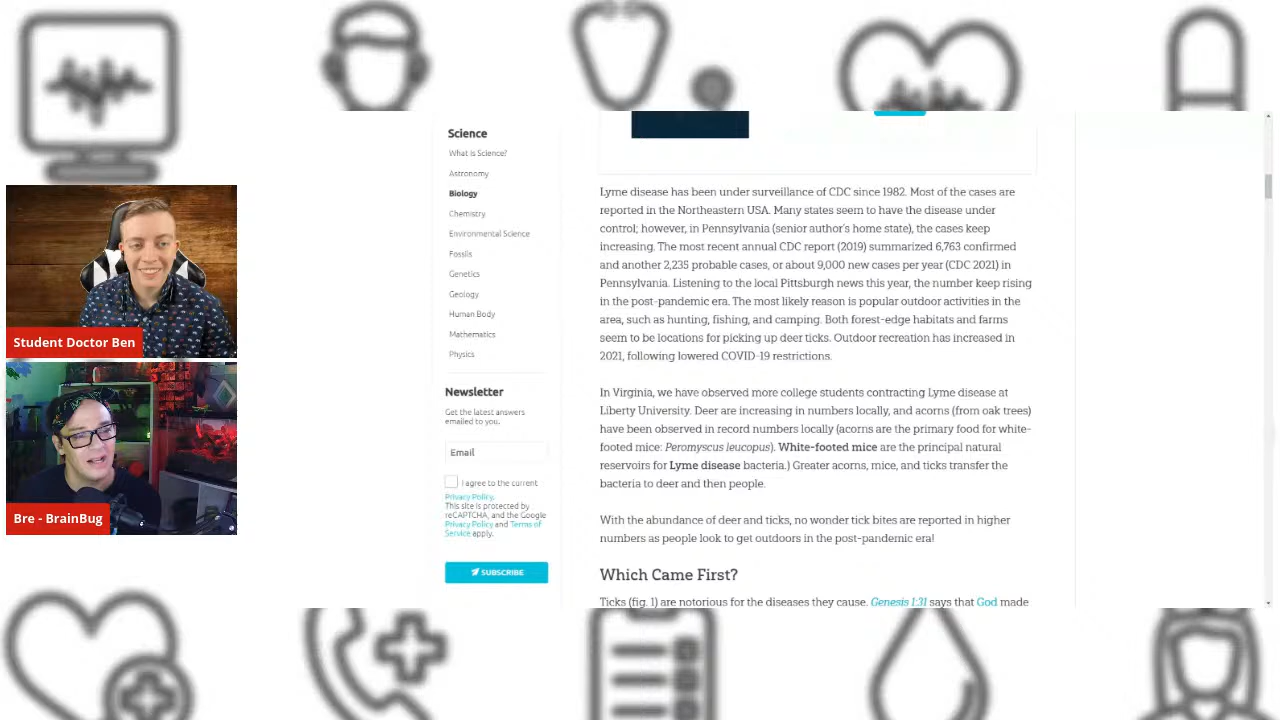 Science
What Is Science?
Astronomy
Biology
Chemistry
Environmental Science
Fossils
Genetics
Geology
Human Body
Mathematics
Physics
Newsletter
Get the latest answers
emailed to you.
Email
I agree to the current
Privacy Policy.
This site is protected by
reCAPTCHA, and the Google
Privacy Policy and Terms of
Service apply.
SUBSCRIBE
Lyme disease has been under surveillance of CDC since 1982. Most of the cases are
reported in the Northeastern USA. Many states seem to have the disease under
control; however, in Pennsylvania (senior author's home state), the cases keep
increasing. The most recent annual CDC report (2019) summarized 6,763 confirmed
and another 2,235 probable cases, or about 9,000 new cases per year (CDC 2021) in
Pennsylvania. Listening to the local Pittsburgh news this year, the number keep rising
in the post-pandemic era. The most likely reason is popular outdoor activities in the
area, such as hunting, fishing, and camping. Both forest-edge habitats and farms
seem to be locations for picking up deer ticks. Outdoor recreation has increased in
2021, following lowered COVID-19 restrictions.
In Virginia, we have observed more college students contracting Lyme disease at
Liberty University. Deer are increasing in numbers locally, and acorns (from oak trees)
have been observed in record numbers locally (acorns are the primary food for white-
footed mice: Peromyscus leucopus). White-footed mice are the principal natural
reservoirs for Lyme disease bacteria.) Greater acorns, mice, and ticks transfer the
bacteria to deer and then people.
With the abundance of deer and ticks, no wonder tick bites are reported in higher
numbers as people look to get outdoors in the post-pandemic era!
Which Came First?
Ticks (fig. 1) are notorious for the diseases they cause. Genesis 1:31 says that God made
Student Doctor Ben
Bre - BrainBug